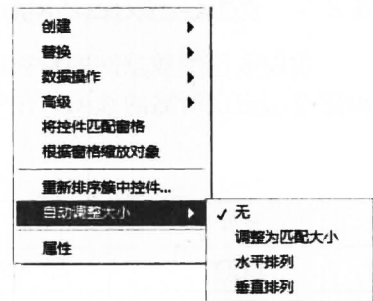 创建
替换
数据操作
高级
将控件匹配窗格
根据窗格缩放对象
重新排序簇中控件...
自动调整大小
属性
✓ 无
调整为匹配大小
水平排列
垂直排列